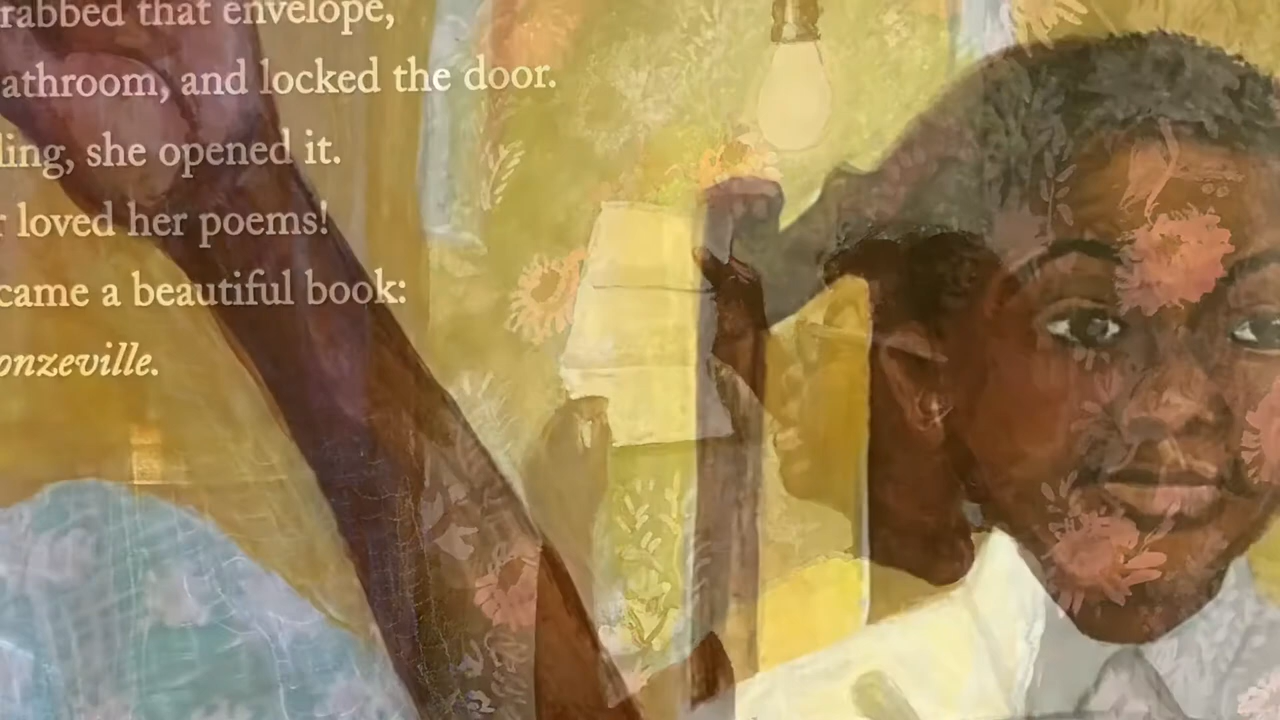 rabbed that envelope,
athroom, and locked the door.
ling, she opened it.
r loved her poems!
came a beautiful book:
onzeville.